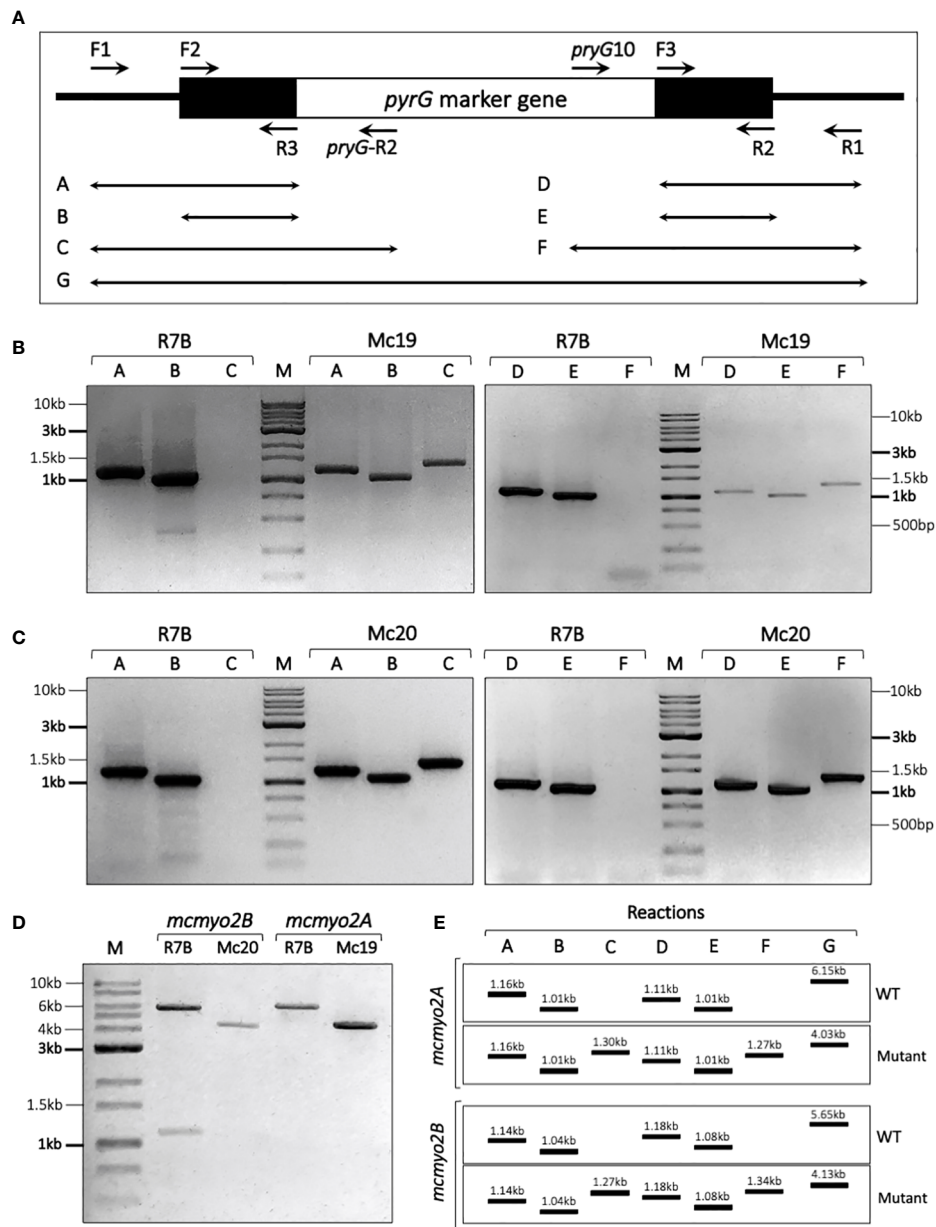 A
F1
F2
pryG10
F3
pyrG marker gene
R3
pryG-R2
R2
R1
A
D
B
E
C
F
G
B
R7B
Mc19
R7B
Mc19
A B C M A B C
D E F M D E F
10kb
3kb
1.5kb
1kb
10kb
3kb
1.5kb
1kb
500bp
C
R7B
Mc20
R7B
Mc20
A B C M A B C
D E F M D E F
10kb
3kb
1.5kb
1kb
10kb
3kb
1.5kb
1kb
500bp
D
mcmyo2B mcmyo2A
M R7B Mc20 R7B Mc19
10kb
6kb
4kb
3kb
1.5kb
1kb
E
Reactions
A B C D E F G
mcmyo2A
1.16kb 1.01kb 1.11kb 1.01kb 6.15kb
WT
1.16kb 1.01kb 1.30kb 1.11kb 1.01kb 1.27kb 4.03kb
Mutant
mcmyo2B
1.14kb 1.04kb 1.18kb 1.08kb 5.65kb
WT
1.14kb 1.04kb 1.27kb 1.18kb 1.08kb 1.34kb 4.13kb
Mutant